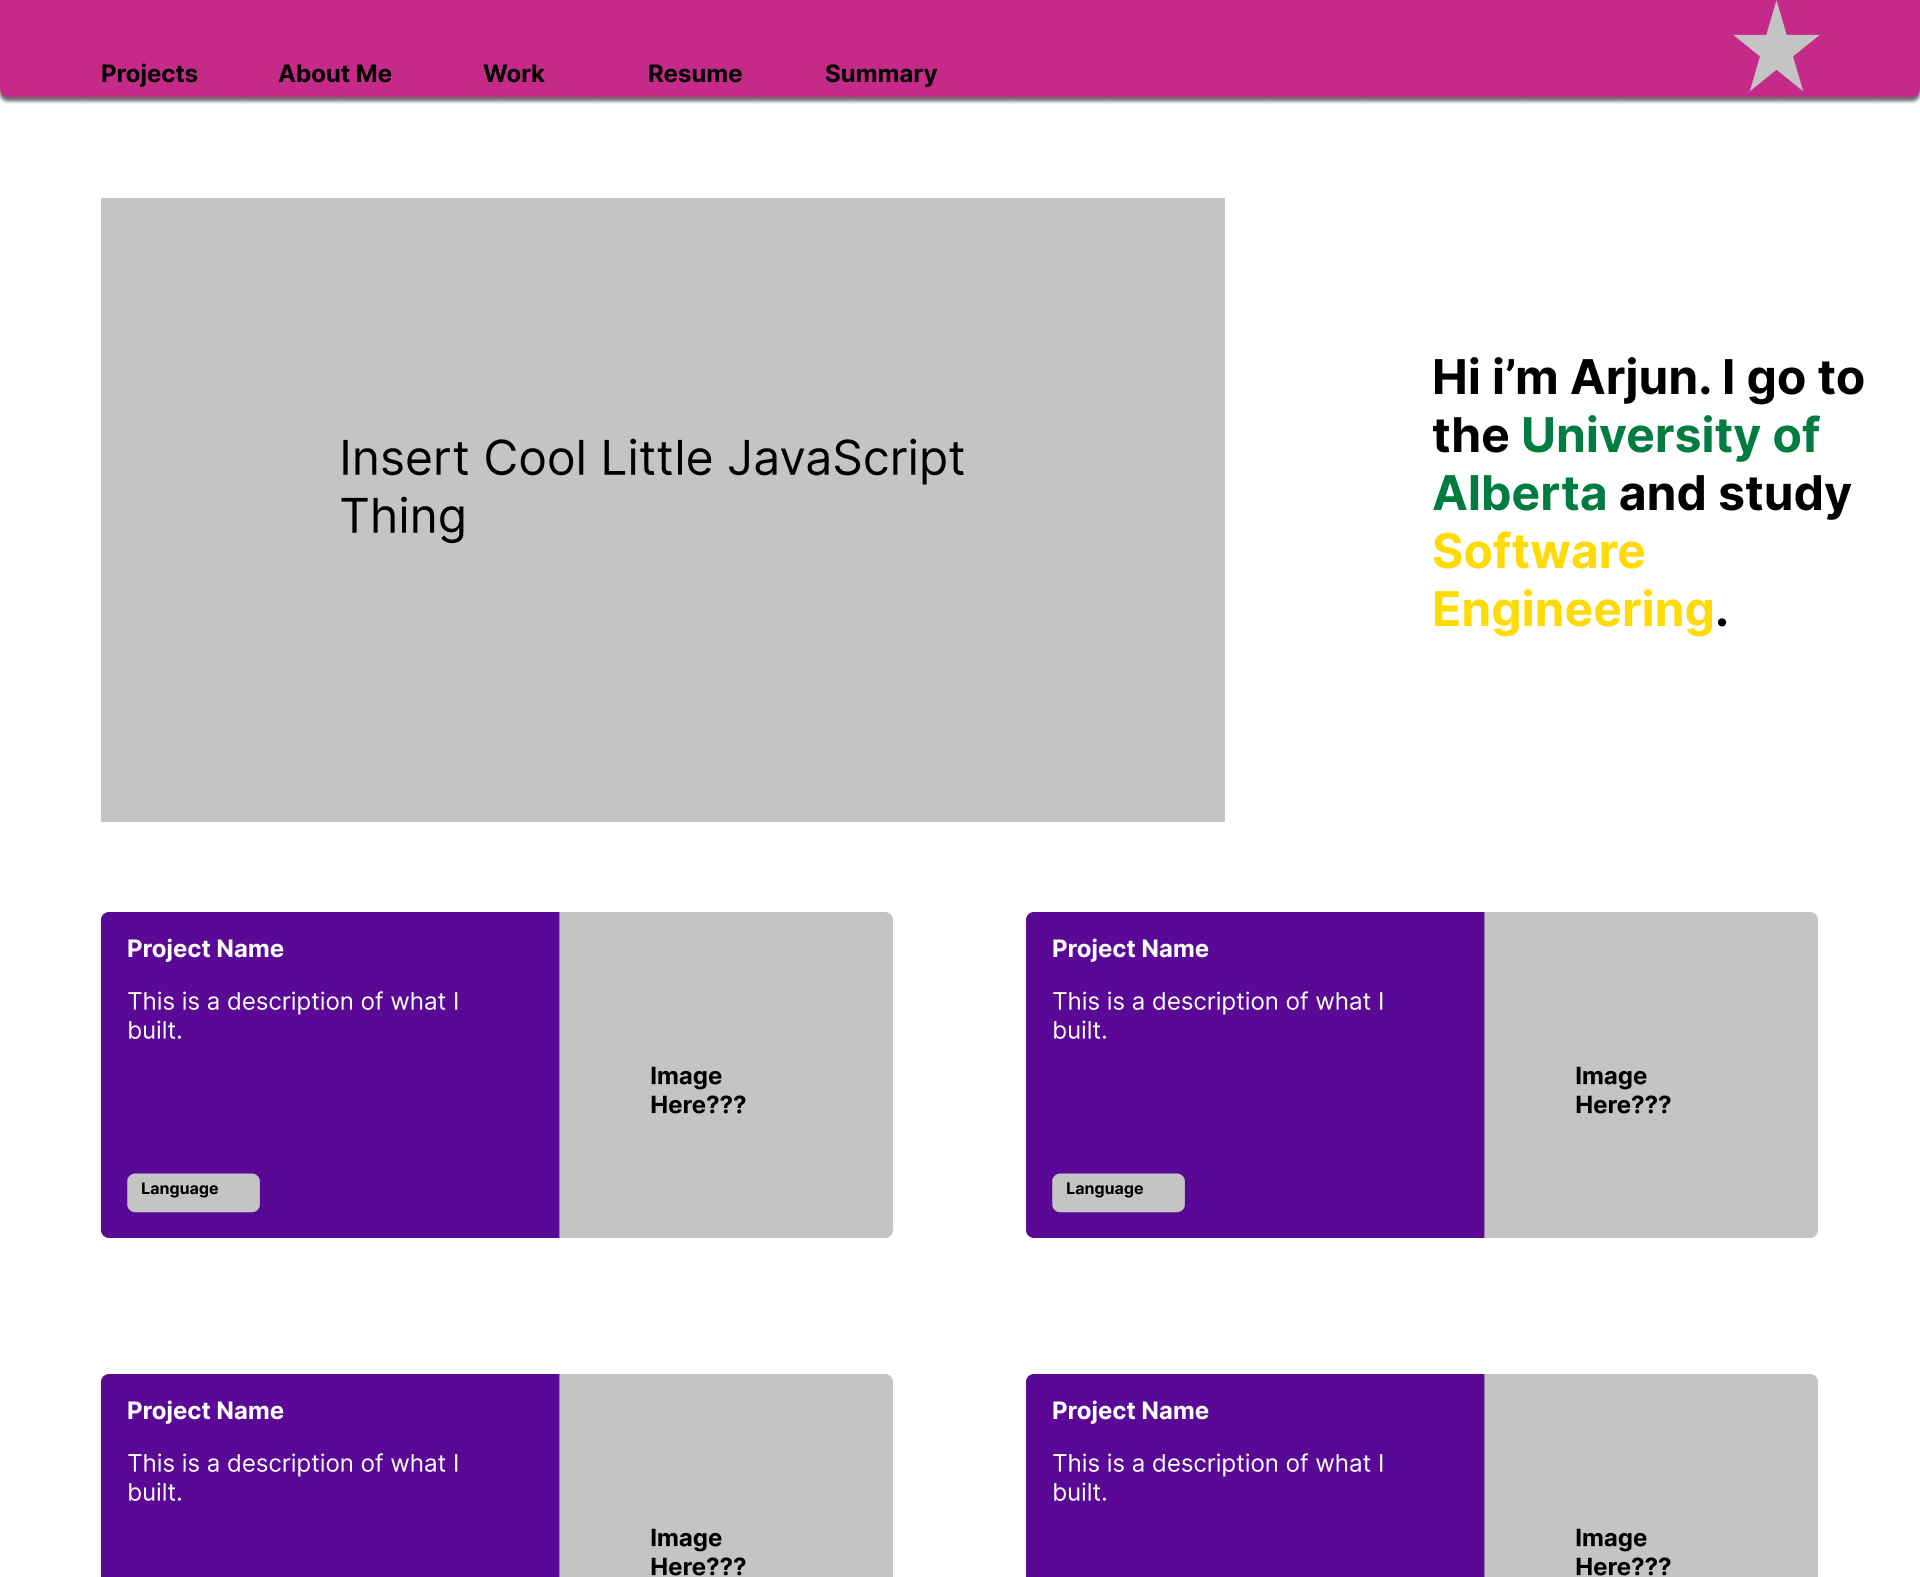 Projects About Me Work Resume Summary
Insert Cool Little JavaScript
Thing
Hi i’m Arjun. I go to
the University of
Alberta and study
Software
Engineering.
Project Name
This is a description of what I
built.
Image
Here???
Language
Project Name
This is a description of what I
built.
Image
Here???
Language
Project Name
This is a description of what I
built.
Image
Here???
Project Name
This is a description of what I
built.
Image
Here???